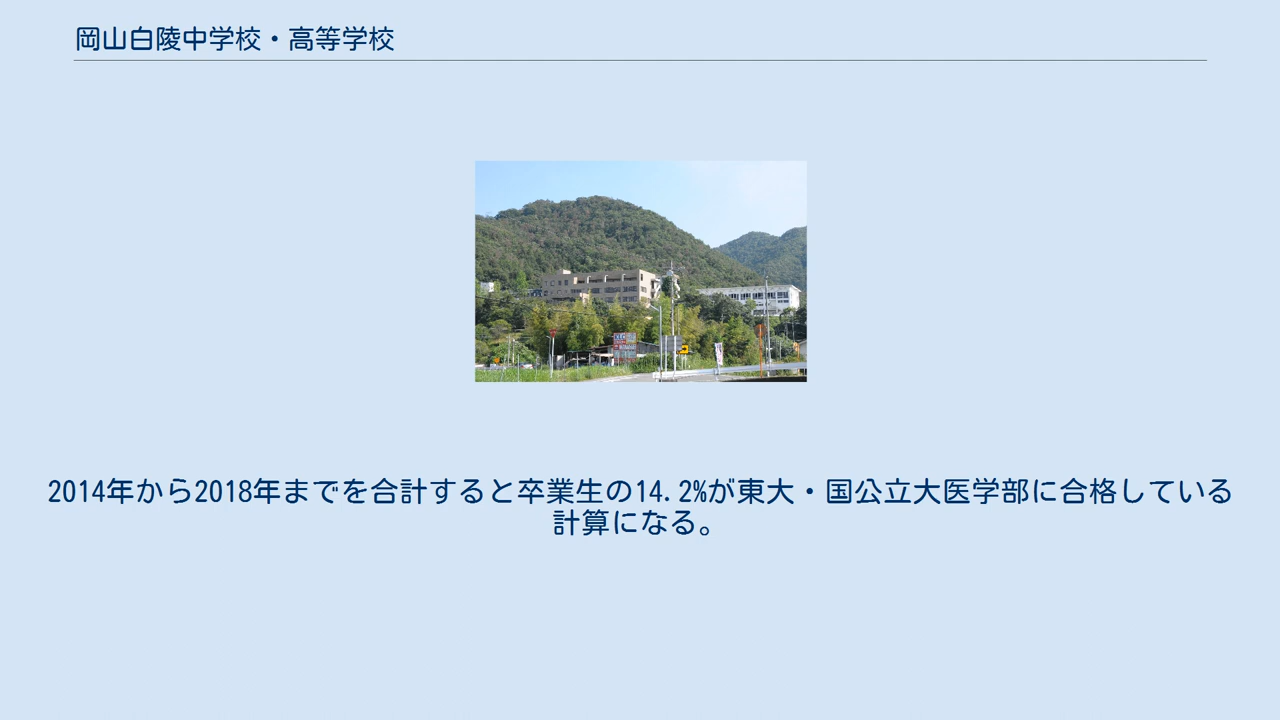 岡山白陵中学校・高等学校
2014年から2018年までを合計すると卒業生の14.2%が東大・国公立大医学部に合格している
計算になる。